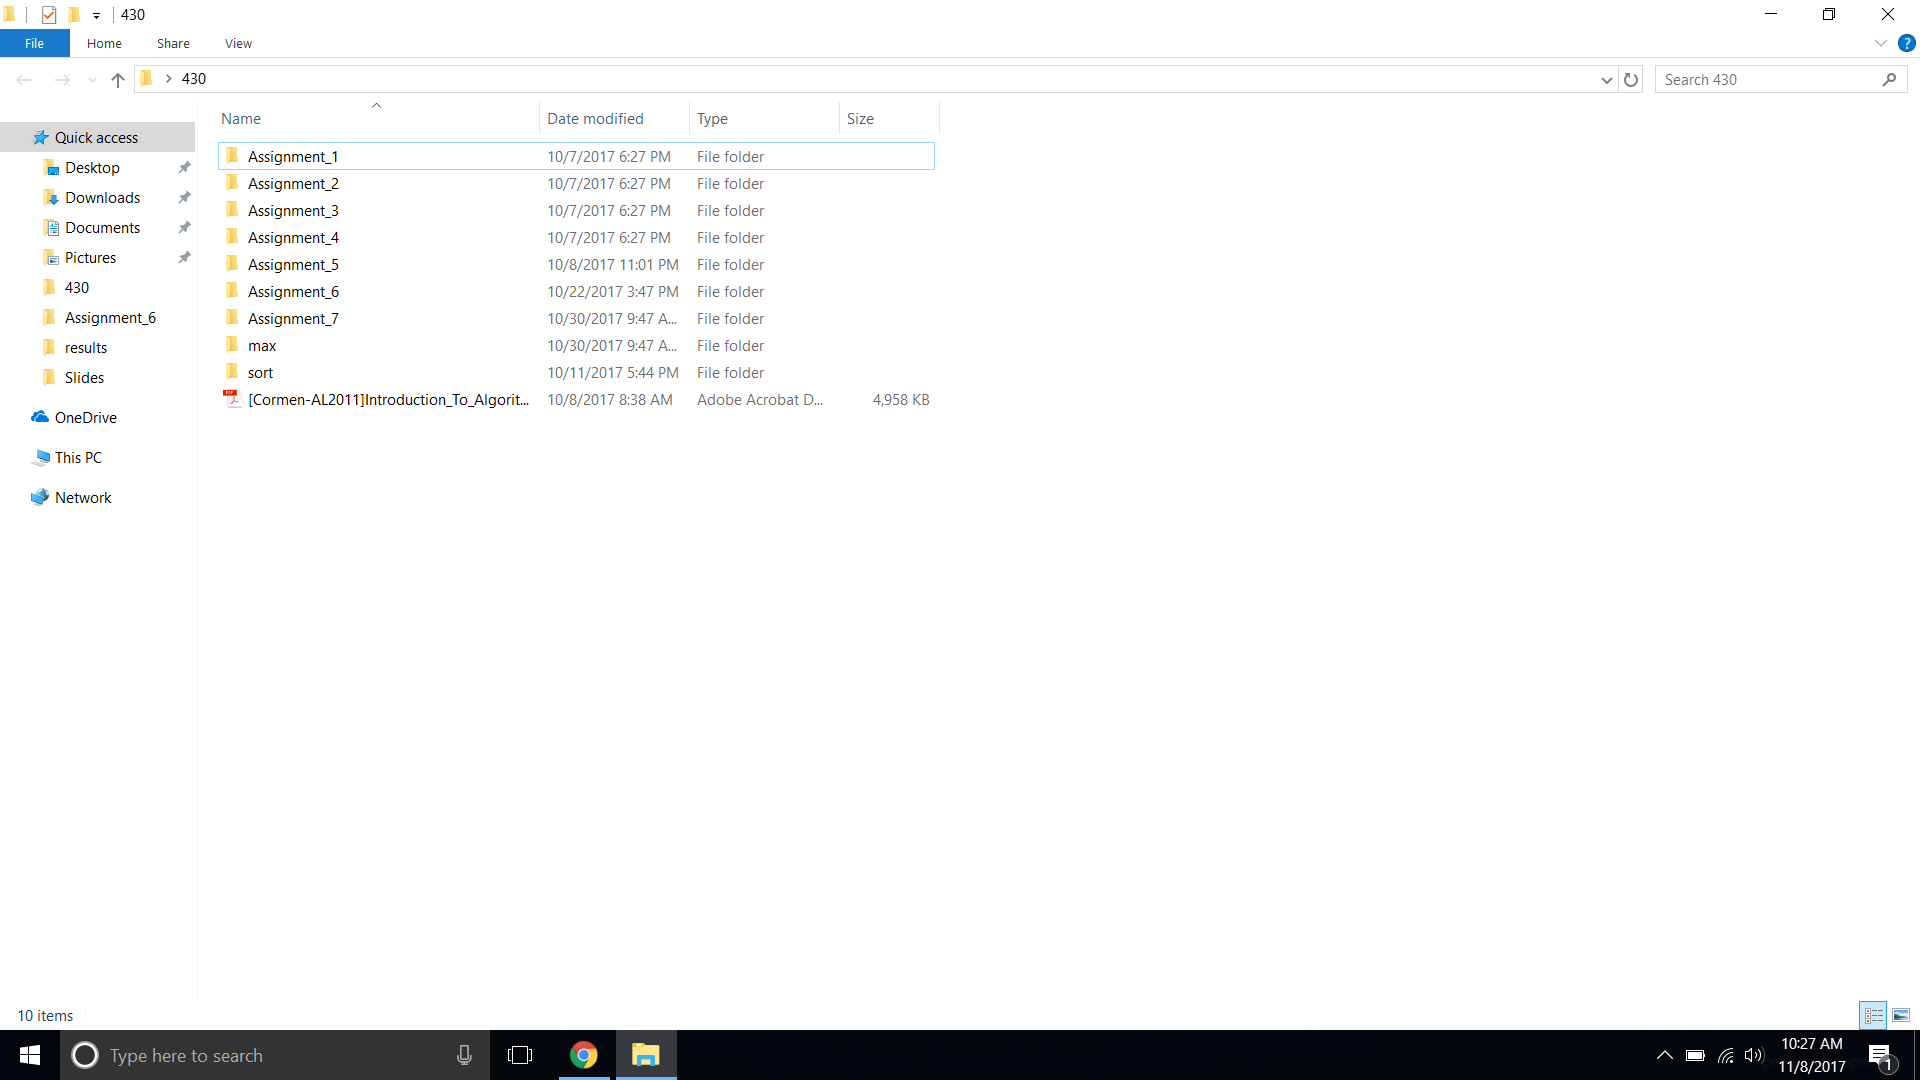 430
File Home Share View
430
Search 430
Name Date modified Type Size
Quick access
Desktop
Downloads
Documents
Pictures
430
Assignment_6
results
Slides
OneDrive
This PC
Network
Assignment_1 10/7/2017 6:27 PM File folder
Assignment_2 10/7/2017 6:27 PM File folder
Assignment_3 10/7/2017 6:27 PM File folder
Assignment_4 10/7/2017 6:27 PM File folder
Assignment_5 10/8/2017 11:01 PM File folder
Assignment_6 10/22/2017 3:47 PM File folder
Assignment_7 10/30/2017 9:47 A... File folder
max 10/30/2017 9:47 A... File folder
sort 10/11/2017 5:44 PM File folder
[Cormen-AL2011]Introduction_To_Algorit... 10/8/2017 8:38 AM Adobe Acrobat D... 4,958 KB
10 items
Type here to search
10:27 AM
11/8/2017
1